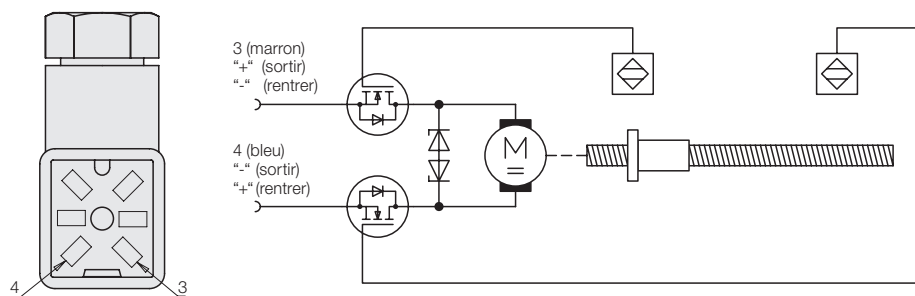 3 (marron)
“+“ (sortir)
“-“ (rentrer)
4 (bleu)
“-“ (sortir)
“+“ (rentrer)
M
4
3